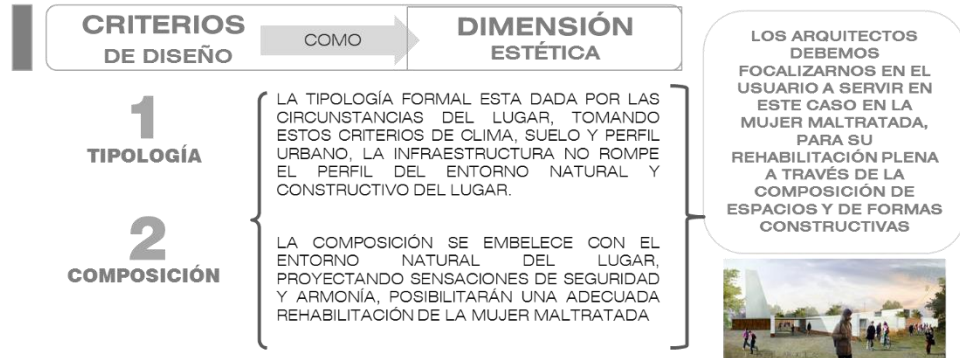 CRITERIOS
DE DISEÑO
COMO
DIMENSIÓN
ESTÉTICA
1
TIPOLOGÍA
LA TIPOLOGÍA FORMAL ESTA DADA POR LAS
CIRCUNSTANCIAS DEL LUGAR, TOMANDO
ESTOS CRITERIOS DE CLIMA, SUELO Y PERFIL
URBANO, LA INFRAESTRUCTURA NO ROMPE
EL PERFIL DEL ENTORNO NATURAL Y
CONSTRUCTIVO DEL LUGAR.
2
COMPOSICIÓN
LA COMPOSICIÓN SE EMBELECE CON EL
ENTORNO NATURAL DEL LUGAR,
PROYECTANDO SENSACIONES DE SEGURIDAD
Y ARMONÍA, POSIBILITARÁN UNA ADECUADA
REHABILITACIÓN DE LA MUJER MALTRATADA
LOS ARQUITECTOS
DEBEMOS
FOCALIZARNOS EN EL
USUARIO A SERVIR EN
ESTE CASO EN LA
MUJER MALTRATADA,
PARA SU
REHABILITACIÓN PLENA
A TRAVÉS DE LA
COMPOSICIÓN DE
ESPACIOS Y DE FORMAS
CONSTRUCTIVAS